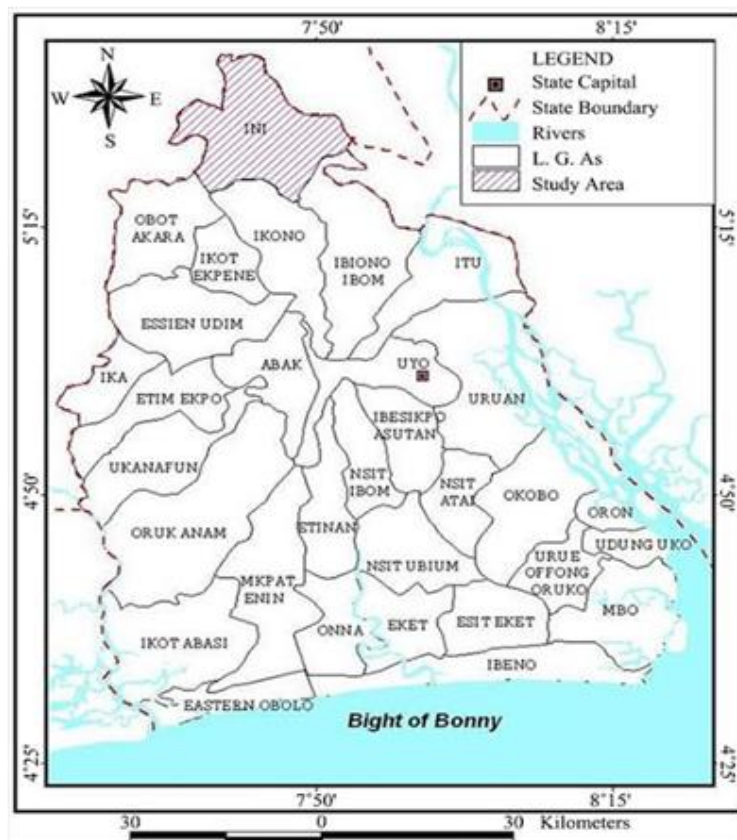 7°50'
8°15'
N
W
E
S
LEGEND
State Capital
State Boundary
Rivers
L. G. As
Study Area
INI
5°15'
5°15'
OBOT
AKARA
IKONO
IKOT
EKPENE
IBIONO
IBOM
ITU
ESSIEN UDIM
ABAK
UYO
IKA
ETIM EKPO
URUAN
IBESIKPO
ASUTAN
UKANAFUN
NSIT
IBOM
NSIT
ATAI
4°50'
4°50'
OKOBO
ORON
ORUK ANAM
ETINAN
UDUNG UKO
NSIT UBIUM
URUE
OFFONG
ORUKO
MKPAT
ENIN
MBO
IKOT ABASI
ONNA
EKET
ESIT EKET
IBENO
EASTERN OBOLO
Bight of Bonny
4°25'
4°25'
7°50'
8°15'
30
0
30
Kilometers